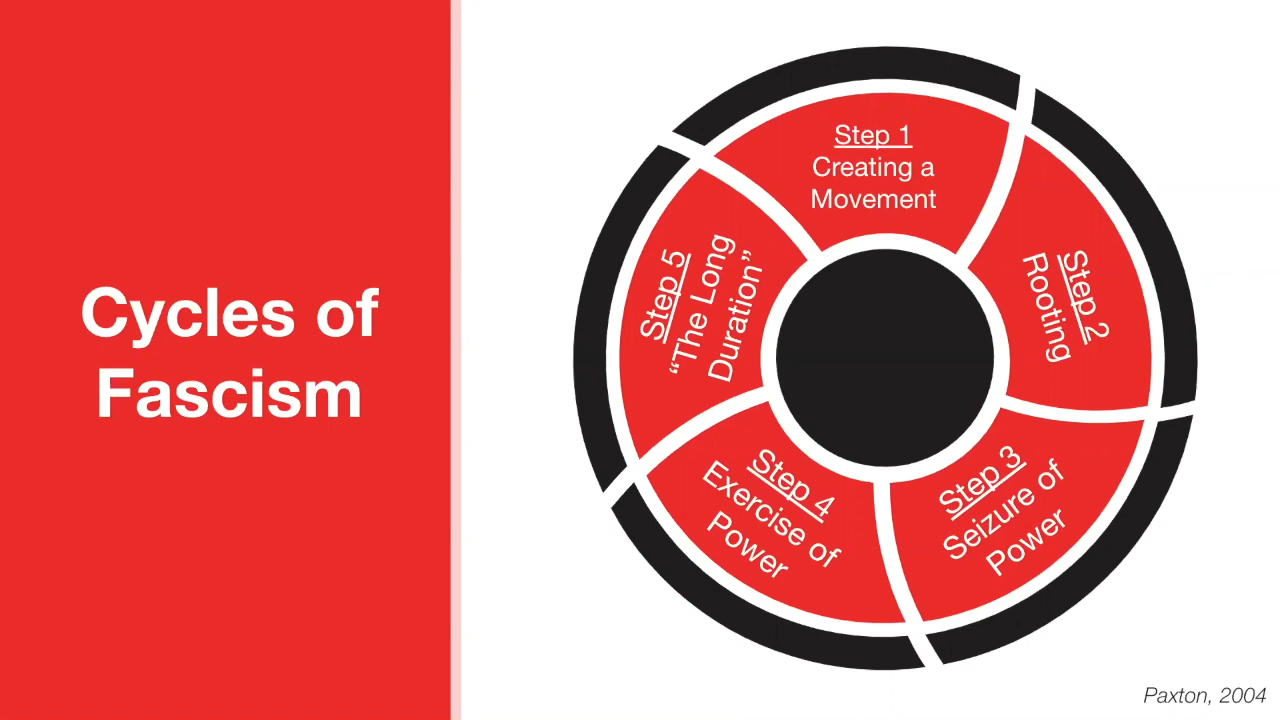 Cycles of
Fascism
Step 1
Creating a
Movement
Step 2
Rooting
Step 3
Seizure of
Power
Step 4
Exercise of
Power
Step 5
“The Long
Duration”
Paxton, 2004